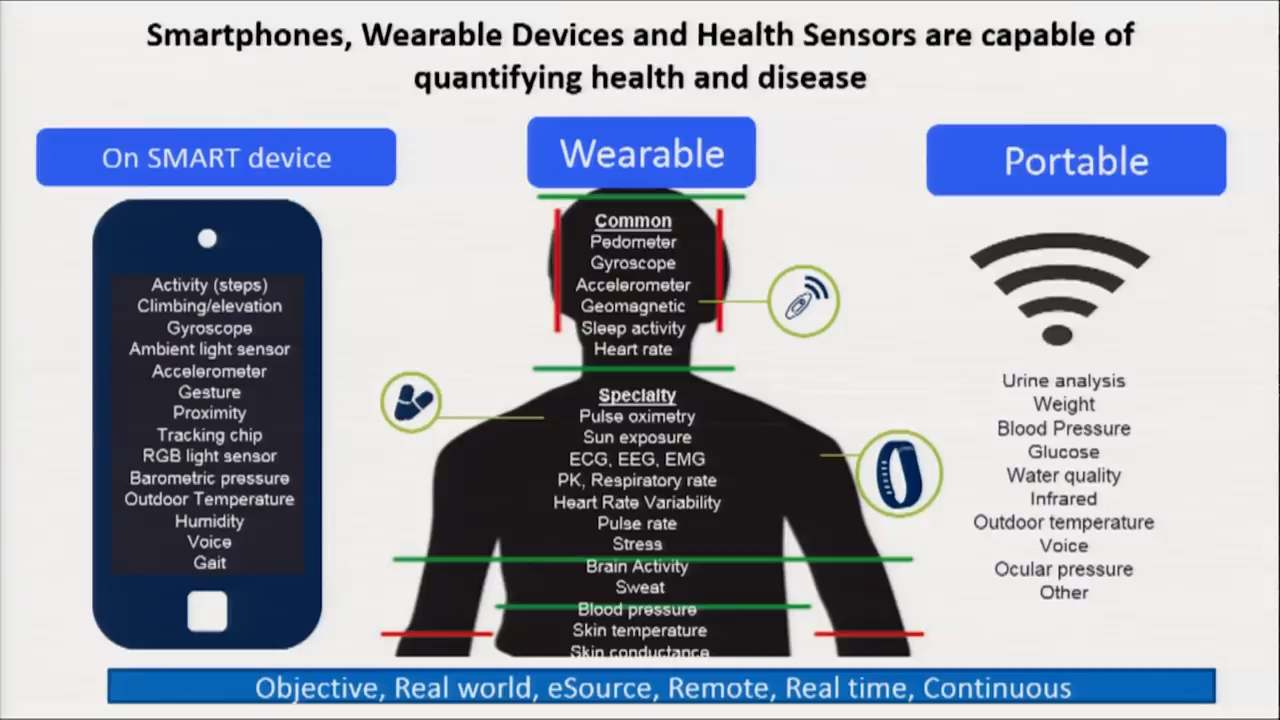 Smartphones, Wearable Devices and Health Sensors are capable of
quantifying health and disease
On SMART device
Activity (steps)
Climbing/elevation
Gyroscope
Ambient light sensor
Accelerometer
Gesture
Proximity
Tracking chip
RGB light sensor
Barometric pressure
Outdoor Temperature
Humidity
Voice
Gait
Wearable
Common
Pedometer
Gyroscope
Accelerometer
Geomagnetic
Sleep activity
Heart rate
Specialty
Pulse oximetry
Sun exposure
ECG, EEG, EMG
PK, Respiratory rate
Heart Rate Variability
Pulse rate
Stress
Brain Activity
Sweat
Blood pressure
Skin temperature
Skin conductance
Portable
Urine analysis
Weight
Blood Pressure
Glucose
Water quality
Infrared
Outdoor temperature
Voice
Ocular pressure
Other
Objective, Real world, eSource, Remote, Real time, Continuous